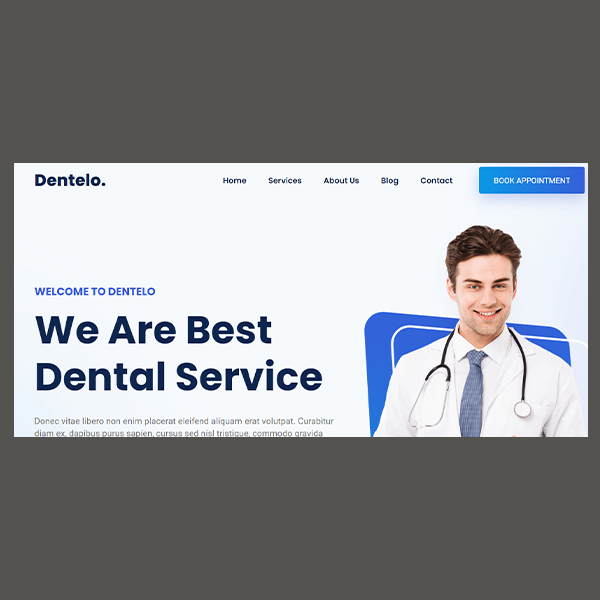 Dentelo.
Home Services About Us Blog Contact BOOK APPOINTMENT
WELCOME TO DENTELO
We Are Best
Dental Service
Donec vitae libero non enim placerat eleifend aliquam erat volutpat. Curabitur
diam ex, dapibus purus sapien, cursus sed nisl tristique, commodo gravida